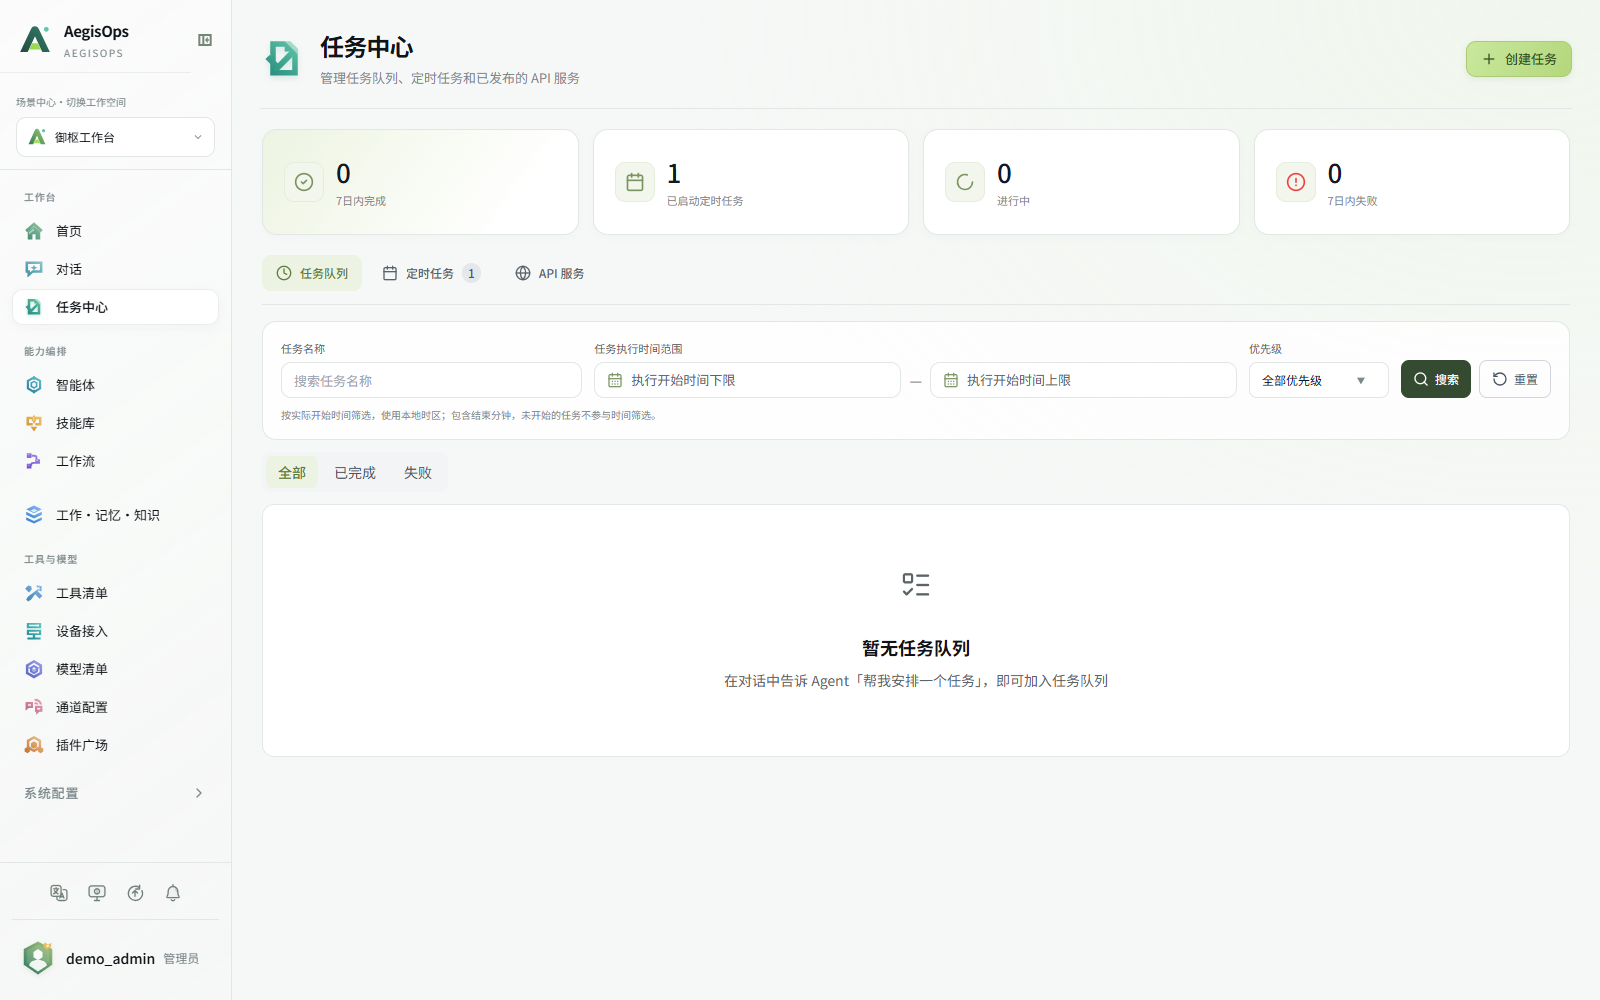 AegisOps
AEGISOPS
场景中心・切换工作空间
御枢工作台
工作台
首页
对话
任务中心
能力编排
智能体
技能库
工作流
工作・记忆・知识
工具与模型
工具清单
设备接入
模型清单
通道配置
插件广场
系统配置
demo_admin 管理员
任务中心
管理任务队列、定时任务和已发布的 API 服务
创建任务
0
7日内完成
1
已启动定时任务
0
进行中
0
7日内失败
任务队列
定时任务 1
API 服务
任务名称
搜索任务名称
任务执行时间范围
执行开始时间下限
—
执行开始时间上限
优先级
全部优先级
搜索
重置
按实际开始时间筛选，使用本地时区；包含结束分钟，未开始的任务不参与时间筛选。
全部
已完成
失败
暂无任务队列
在对话中告诉 Agent「帮我安排一个任务」，即可加入任务队列